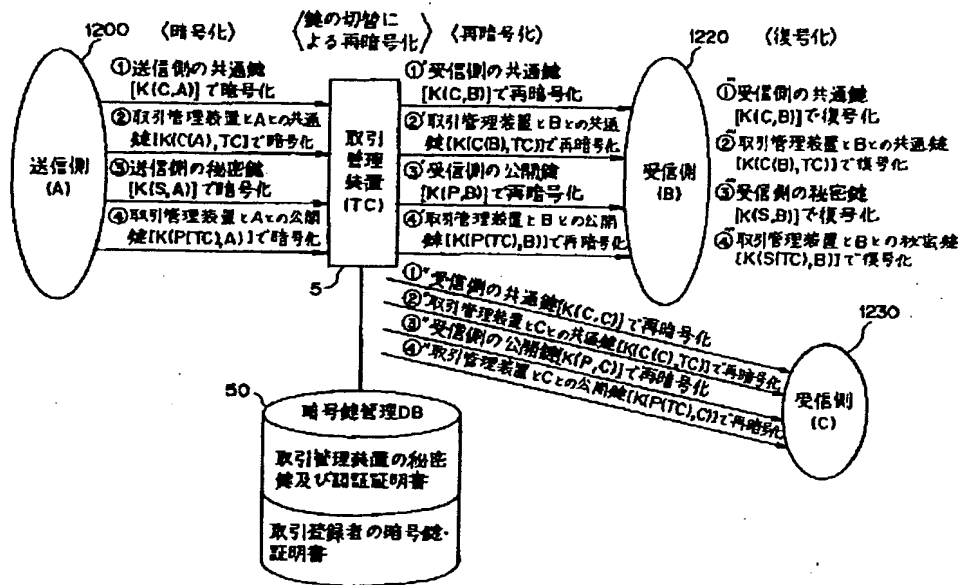 1200
〈暗号化〉
〈鍵の切替に
による再暗号化〉
〈再暗号化〉
1220
〈復号化〉
送信側
(A)
①送信側の共通鍵
[K(C,A)]で暗号化
②取引管理装置とAとの共通
鍵[K(C(A),TC]で暗号化
③送信側の秘密鍵
[K(S,A)]で暗号化
④取引管理装置とAとの公開
鍵[K(P(TC),A)]で暗号化
取引
管理
装置
(TC)
5
①'受信側の共通鍵
[K(C,B)]で再暗号化
②'取引管理装置とBとの共通
鍵[K(C(B),TC)]で再暗号化
③'受信側の公開鍵
[K(P,B)]で再暗号化
④'取引管理装置とBとの公開
鍵[K(P(TC),B)]で再暗号化
受信側
(B)
①受信側の共通鍵
[K(C,B)]で復号化
②取引管理装置とBとの共通鍵
[K(C(B),TC)]で復号化
③受信側の秘密鍵
[K(S,B)]で復号化
④取引管理装置とBとの秘密鍵
[K(S(TC),B)]で復号化
①"受信側の共通鍵[K(C,C)]で再暗号化
②"取引管理装置とCとの共通鍵[K(C(C),TC)]で再暗号化
③"受信側の公開鍵[K(P,C)]で再暗号化
④"取引管理装置とCとの公開鍵[K(P(TC),C)]で再暗号化
1230
受信側
(C)
50
暗号鍵管理DB
取引管理装置の秘密
鍵及び認証証明書
取引登録者の暗号鍵・
証明書